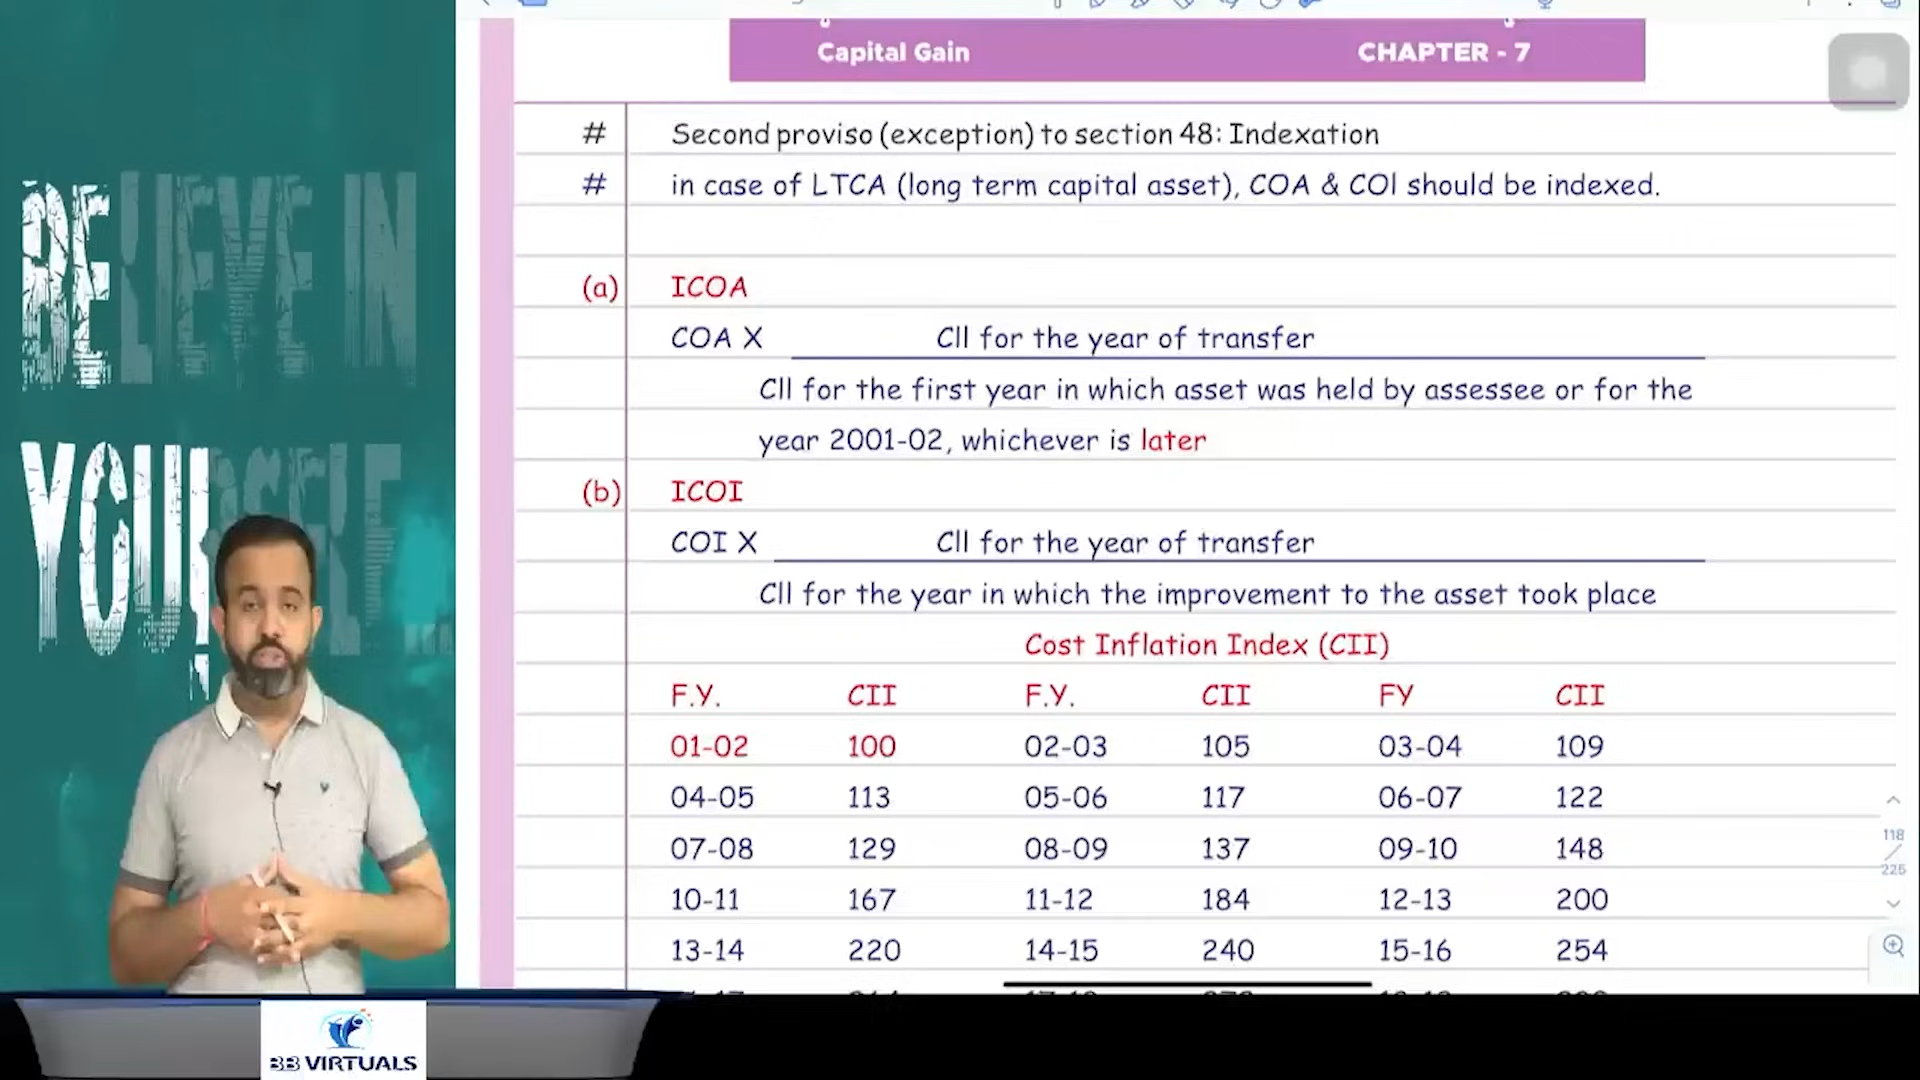 BELIEVE IN
YOURSELF
Capital Gain CHAPTER - 7
# Second proviso (exception) to section 48: Indexation
# in case of LTCA (long term capital asset), COA & COI should be indexed.
(a) ICOA
COA X CII for the year of transfer
CII for the first year in which asset was held by assessee or for the
year 2001-02, whichever is later
(b) ICOI
COI X CII for the year of transfer
CII for the year in which the improvement to the asset took place
Cost Inflation Index (CII)
F.Y. CII F.Y. CII FY CII
01-02 100 02-03 105 03-04 109
04-05 113 05-06 117 06-07 122
07-08 129 08-09 137 09-10 148
10-11 167 11-12 184 12-13 200
13-14 220 14-15 240 15-16 254
118
225
BB VIRTUALS